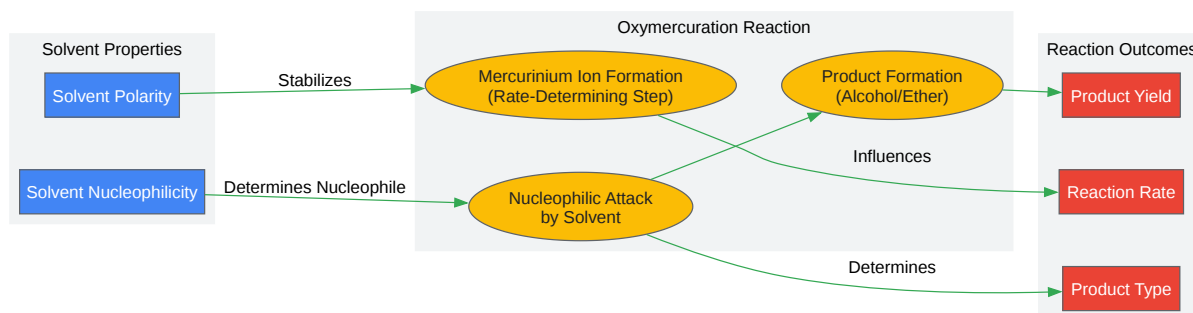 Oxymercuration Reaction
Solvent Properties
Reaction Outcomes
Solvent Polarity
Stabilizes
Mercurinium Ion Formation
(Rate-Determining Step)
Product Formation
(Alcohol/Ether)
Product Yield
Influences
Solvent Nucleophilicity
Determines Nucleophile
Nucleophilic Attack
by Solvent
Reaction Rate
Determines
Product Type